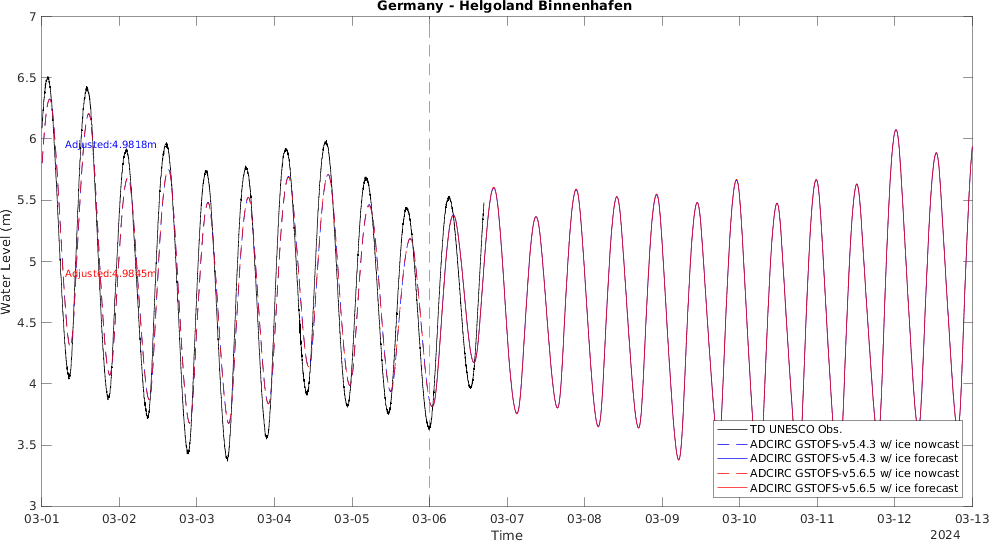 Germany - Helgoland Binnenhafen
7
6.5
6
5.5
5
4.5
4
3.5
3
Water Level (m)
Adjusted:4.9818m
Adjusted:4.9845m
TD UNESCO Obs.
ADCIRC GSTOFS-v5.4.3 w/ ice nowcast
ADCIRC GSTOFS-v5.4.3 w/ ice forecast
ADCIRC GSTOFS-v5.6.5 w/ ice nowcast
ADCIRC GSTOFS-v5.6.5 w/ ice forecast
03-01 03-02 03-03 03-04 03-05 03-06 03-07 03-08 03-09 03-10 03-11 03-12 03-13
Time
2024